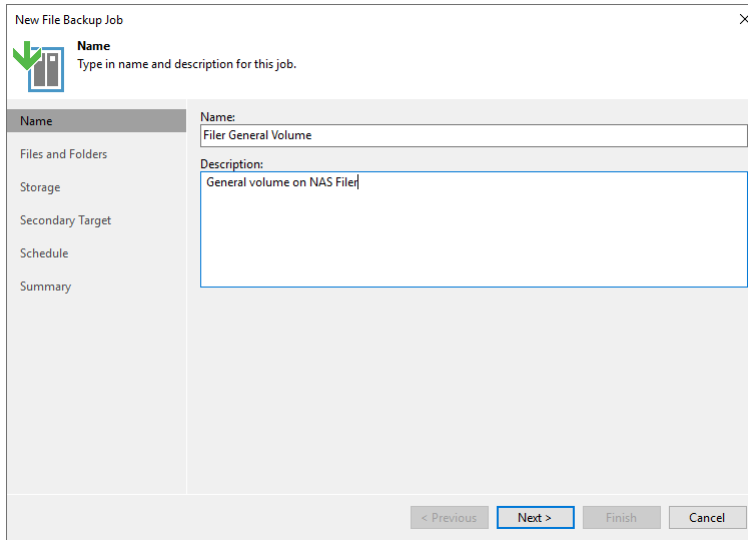 New File Backup Job
Name
Type in name and description for this job.
Name
Files and Folders
Storage
Secondary Target
Schedule
Summary
Name:
Filer General Volume
Description:
General volume on NAS Filer
< Previous
Next >
Finish
Cancel